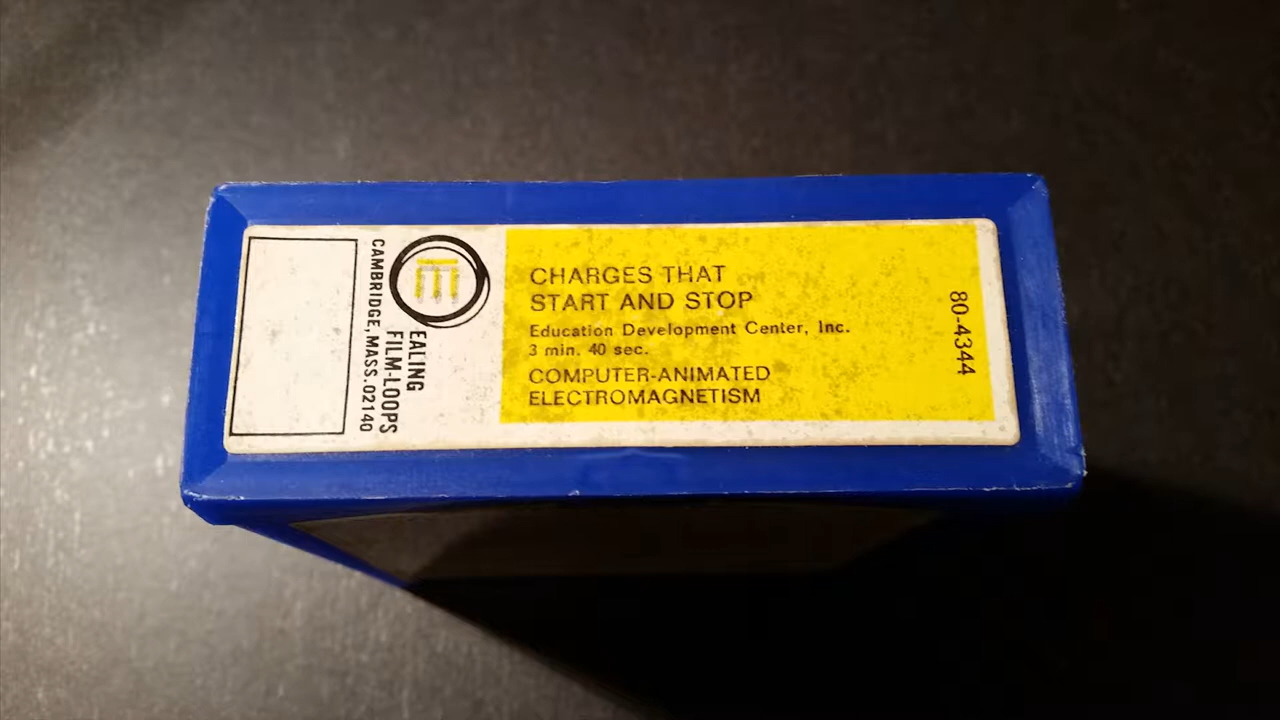 CHARGES THAT
START AND STOP
Education Development Center, Inc.
3 min. 40 sec.
COMPUTER-ANIMATED
ELECTROMAGNETISM
80-4344
E
EALING
FILM-LOOPS
CAMBRIDGE, MASS. 02140